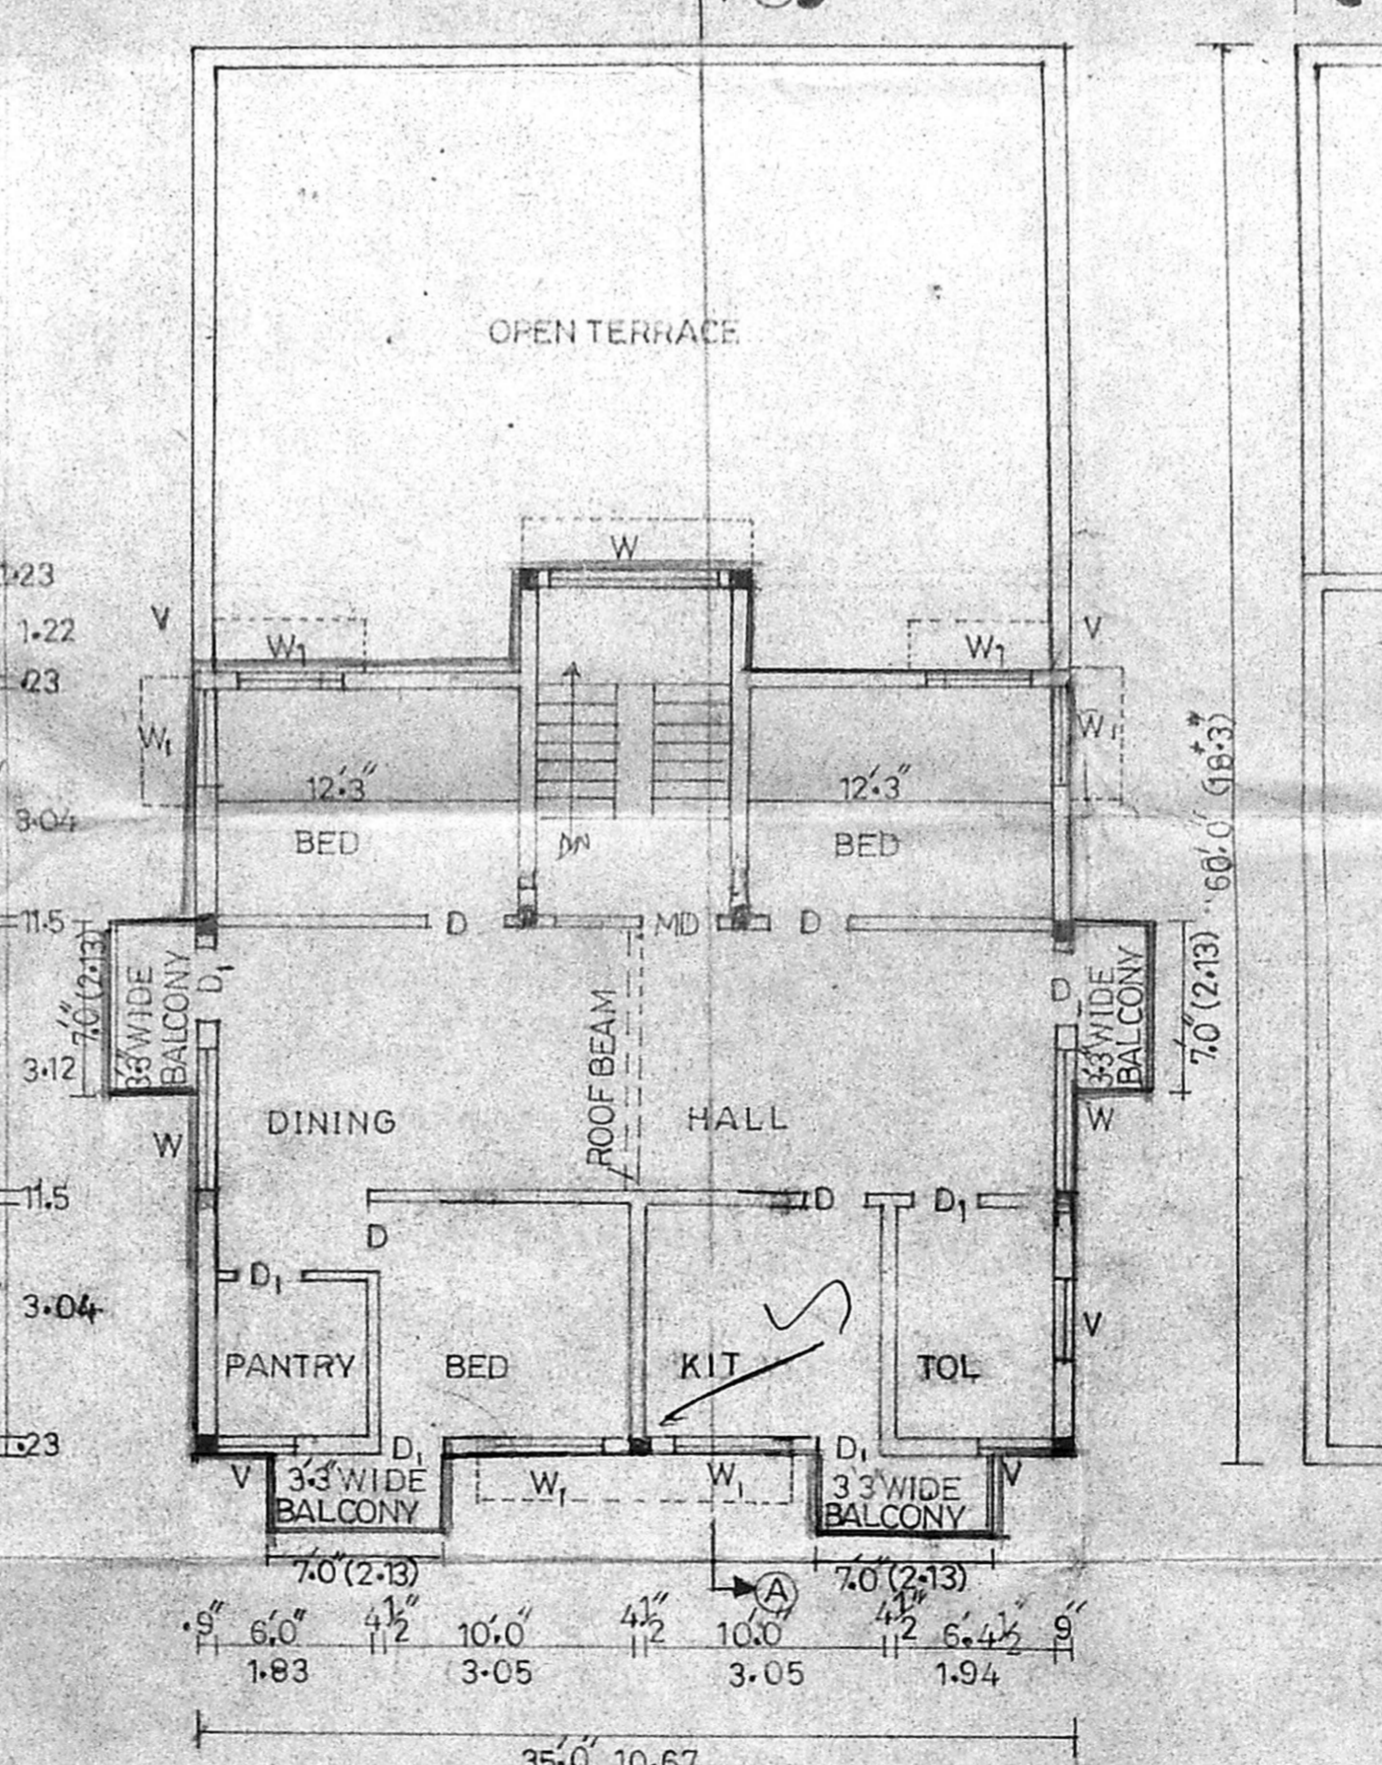 OPEN TERRACE
W
1.23
1.22
V
W1
W1
V
.23
W1
W1
12'.3"
12'.3"
3.04
BED
DN
BED
60'.0" (18.3)
11.5
D
MD
D
7'.0"(2.13)
3'.3"WIDE
BALCONY
D1
ROOF BEAM
D1
3'.3"WIDE
BALCONY
7'.0"(2.13)
3.12
DINING
HALL
W
W
11.5
D
D1
D
D1
3.04
V
PANTRY
BED
KIT
TOL
.23
D1
D1
V
3'.3"WIDE
BALCONY
W1
W1
3'3"WIDE
BALCONY
V
7'.0"(2.13)
7'.0"(2.13)
A
.9" 6'.0" 4½" 10'.0" 4½" 10'.0" 4½" 6'.4½" 9"
1.83 3.05 3.05 1.94
35'.0" 10.67